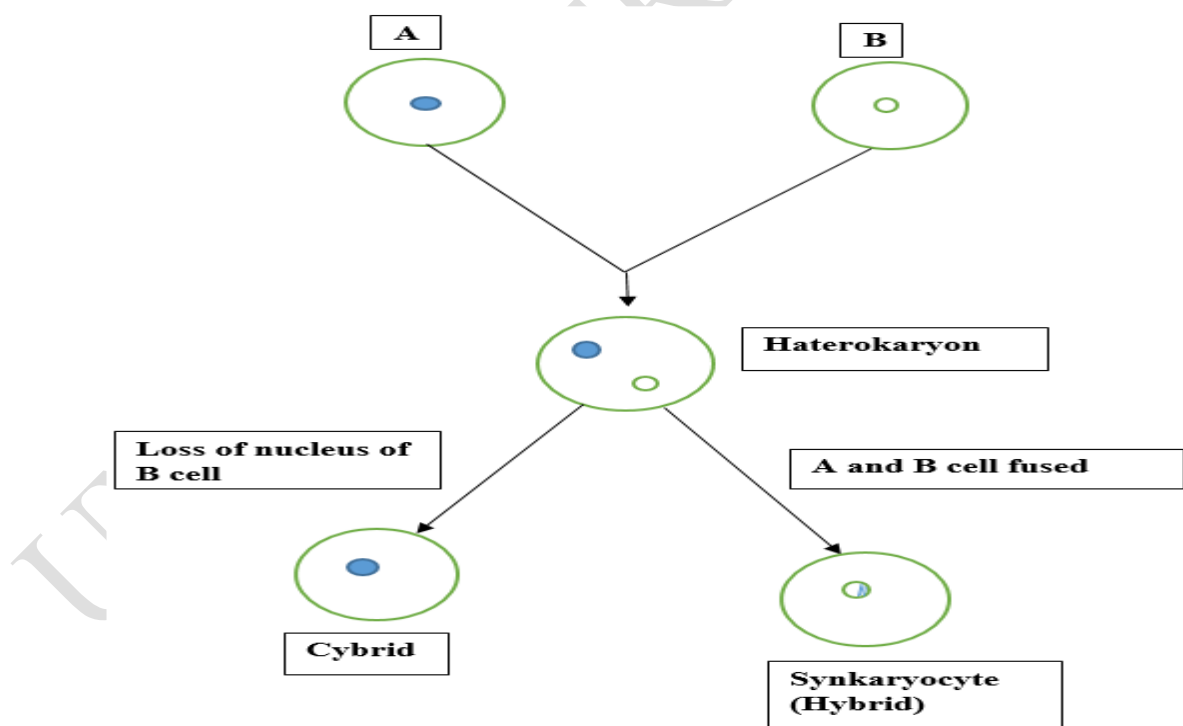 A
B
Haterokaryon
Loss of nucleus of
B cell
A and B cell fused
Cybrid
Synkaryocyte
(Hybrid)